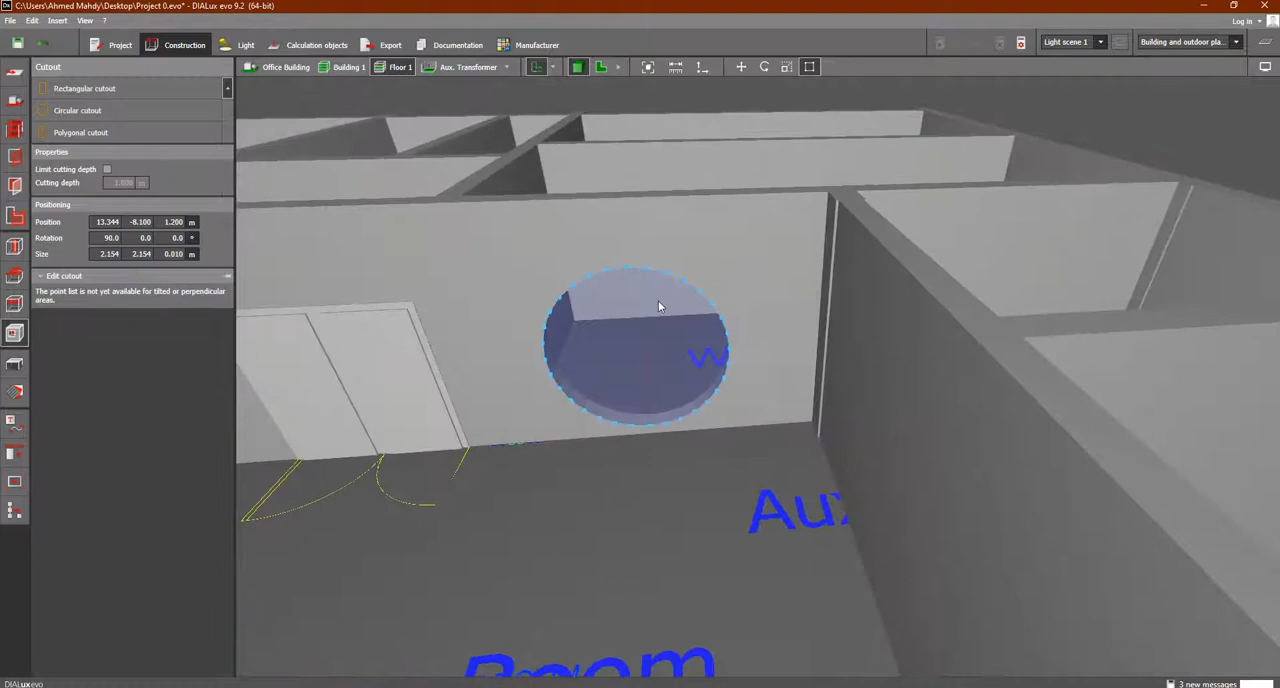 C:\Users\Ahmed Mahdy\Desktop\Project 0.evo* - DIALux evo 9.2 (64-bit)
File Edit Insert View ?
Log in
Project Construction Light Calculation objects Export Documentation Manufacturer
Light scene 1
Building and outdoor pla...
Cutout
Office Building Building 1 Floor 1 Aux. Transformer
Rectangular cutout
Circular cutout
Polygonal cutout
Properties
Limit cutting depth
Cutting depth 1.000 m
Positioning
Position 13.344 -8.100 1.200 m
Rotation 90.0 0.0 0.0 °
Size 2.154 2.154 0.010 m
Edit cutout
The point list is not yet available for tilted or perpendicular
areas.
W
Aux
Room
DIALux evo
3 new messages